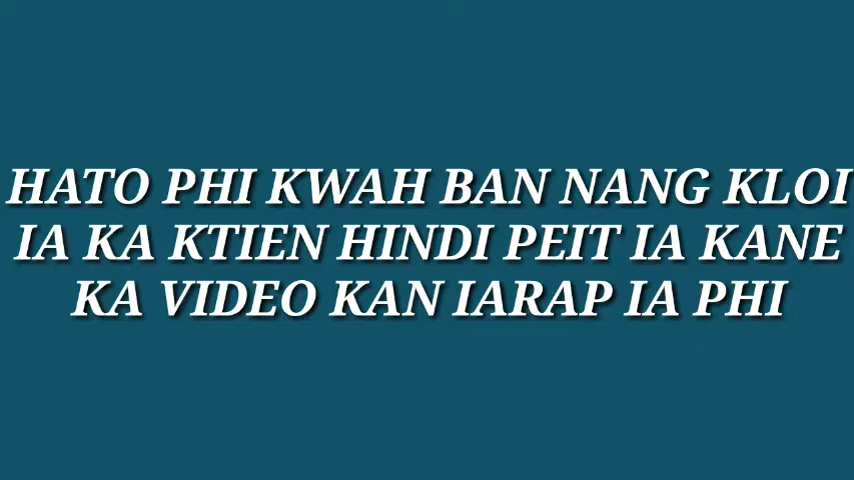 HATO PHI KWAH BAN NANG KLOI
IA KA KTIEN HINDI PEIT IA KANE
KA VIDEO KAN IARAP IA PHI